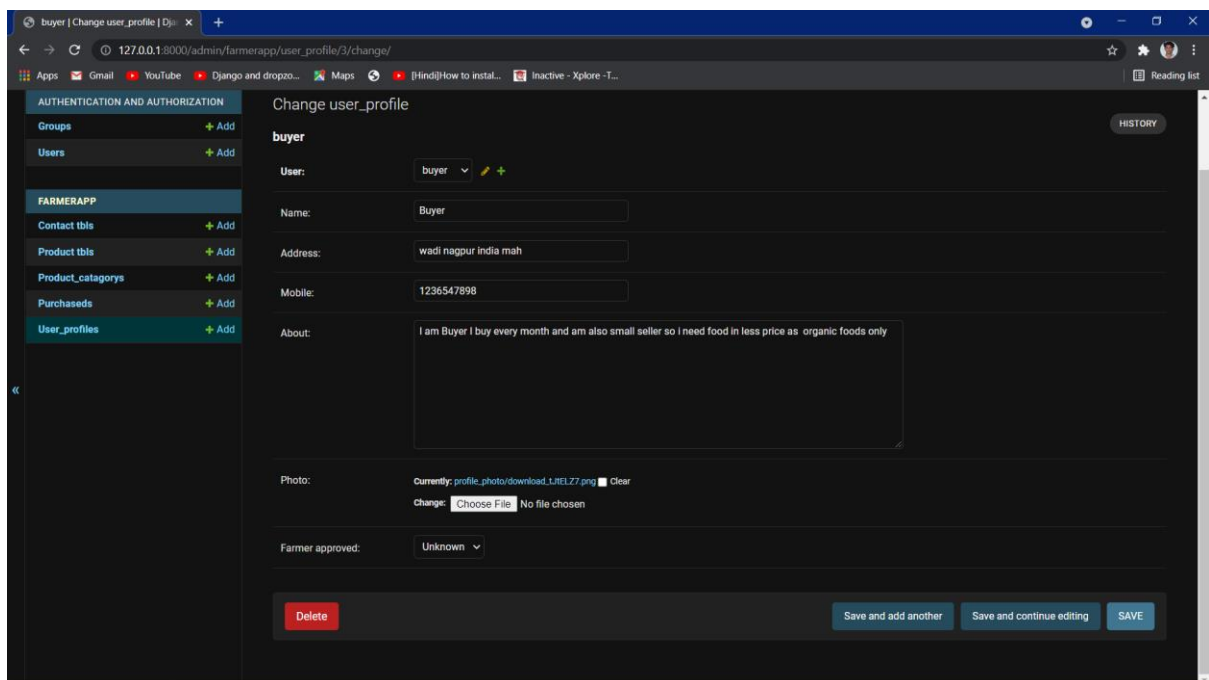 buyer | Change user_profile | Dja
127.0.0.1:8000/admin/farmerapp/user_profile/3/change/
Apps Gmail YouTube Django and dropzo... Maps [Hindi]How to instal... Inactive - Xplore -T... Reading list
AUTHENTICATION AND AUTHORIZATION
Groups + Add
Users + Add
FARMERAPP
Contact tbls + Add
Product tbls + Add
Product_catagorys + Add
Purchaseds + Add
User_profiles + Add
«
Change user_profile
HISTORY
buyer
User: buyer
Name: Buyer
Address: wadi nagpur india mah
Mobile: 1236547898
About: I am Buyer I buy every month and am also small seller so i need food in less price as organic foods only
Photo: Currently: profile_photo/download_tJtELZ7.png Clear
Change: Choose File No file chosen
Farmer approved: Unknown
Delete Save and add another Save and continue editing SAVE